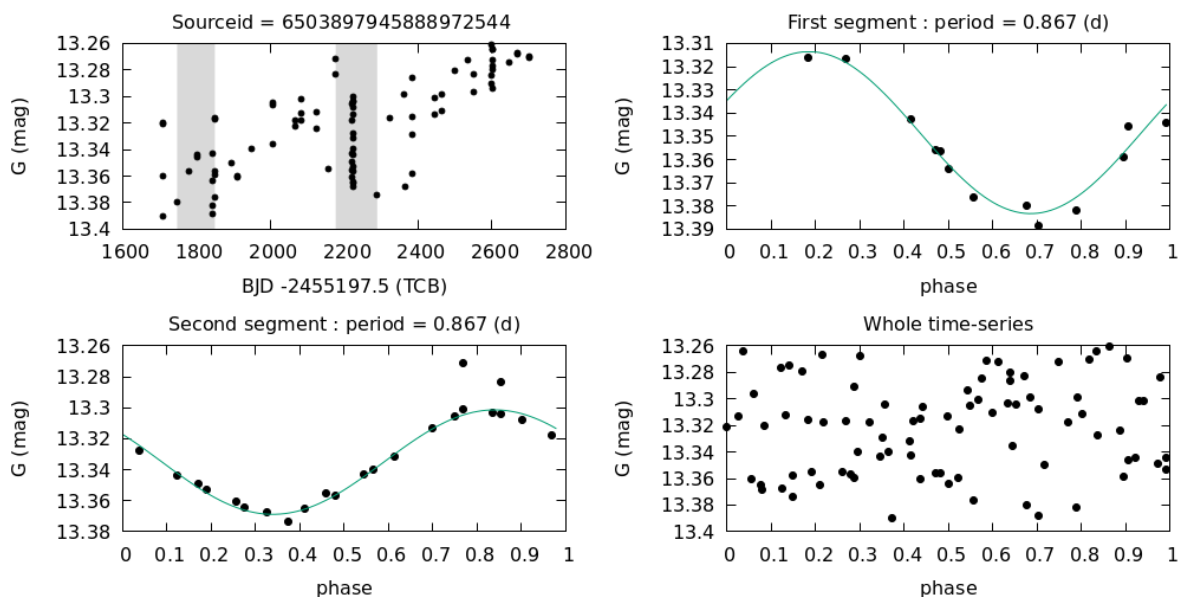 Sourceid = 6503897945888972544
G (mag)
13.26
13.28
13.3
13.32
13.34
13.36
13.38
13.4
1600 1800 2000 2200 2400 2600 2800
BJD -2455197.5 (TCB)
First segment : period = 0.867 (d)
G (mag)
13.31
13.32
13.33
13.34
13.35
13.36
13.37
13.38
13.39
0 0.1 0.2 0.3 0.4 0.5 0.6 0.7 0.8 0.9 1
phase
Second segment : period = 0.867 (d)
G (mag)
13.26
13.28
13.3
13.32
13.34
13.36
13.38
0 0.1 0.2 0.3 0.4 0.5 0.6 0.7 0.8 0.9 1
phase
Whole time-series
G (mag)
13.26
13.28
13.3
13.32
13.34
13.36
13.38
13.4
0 0.1 0.2 0.3 0.4 0.5 0.6 0.7 0.8 0.9 1
phase